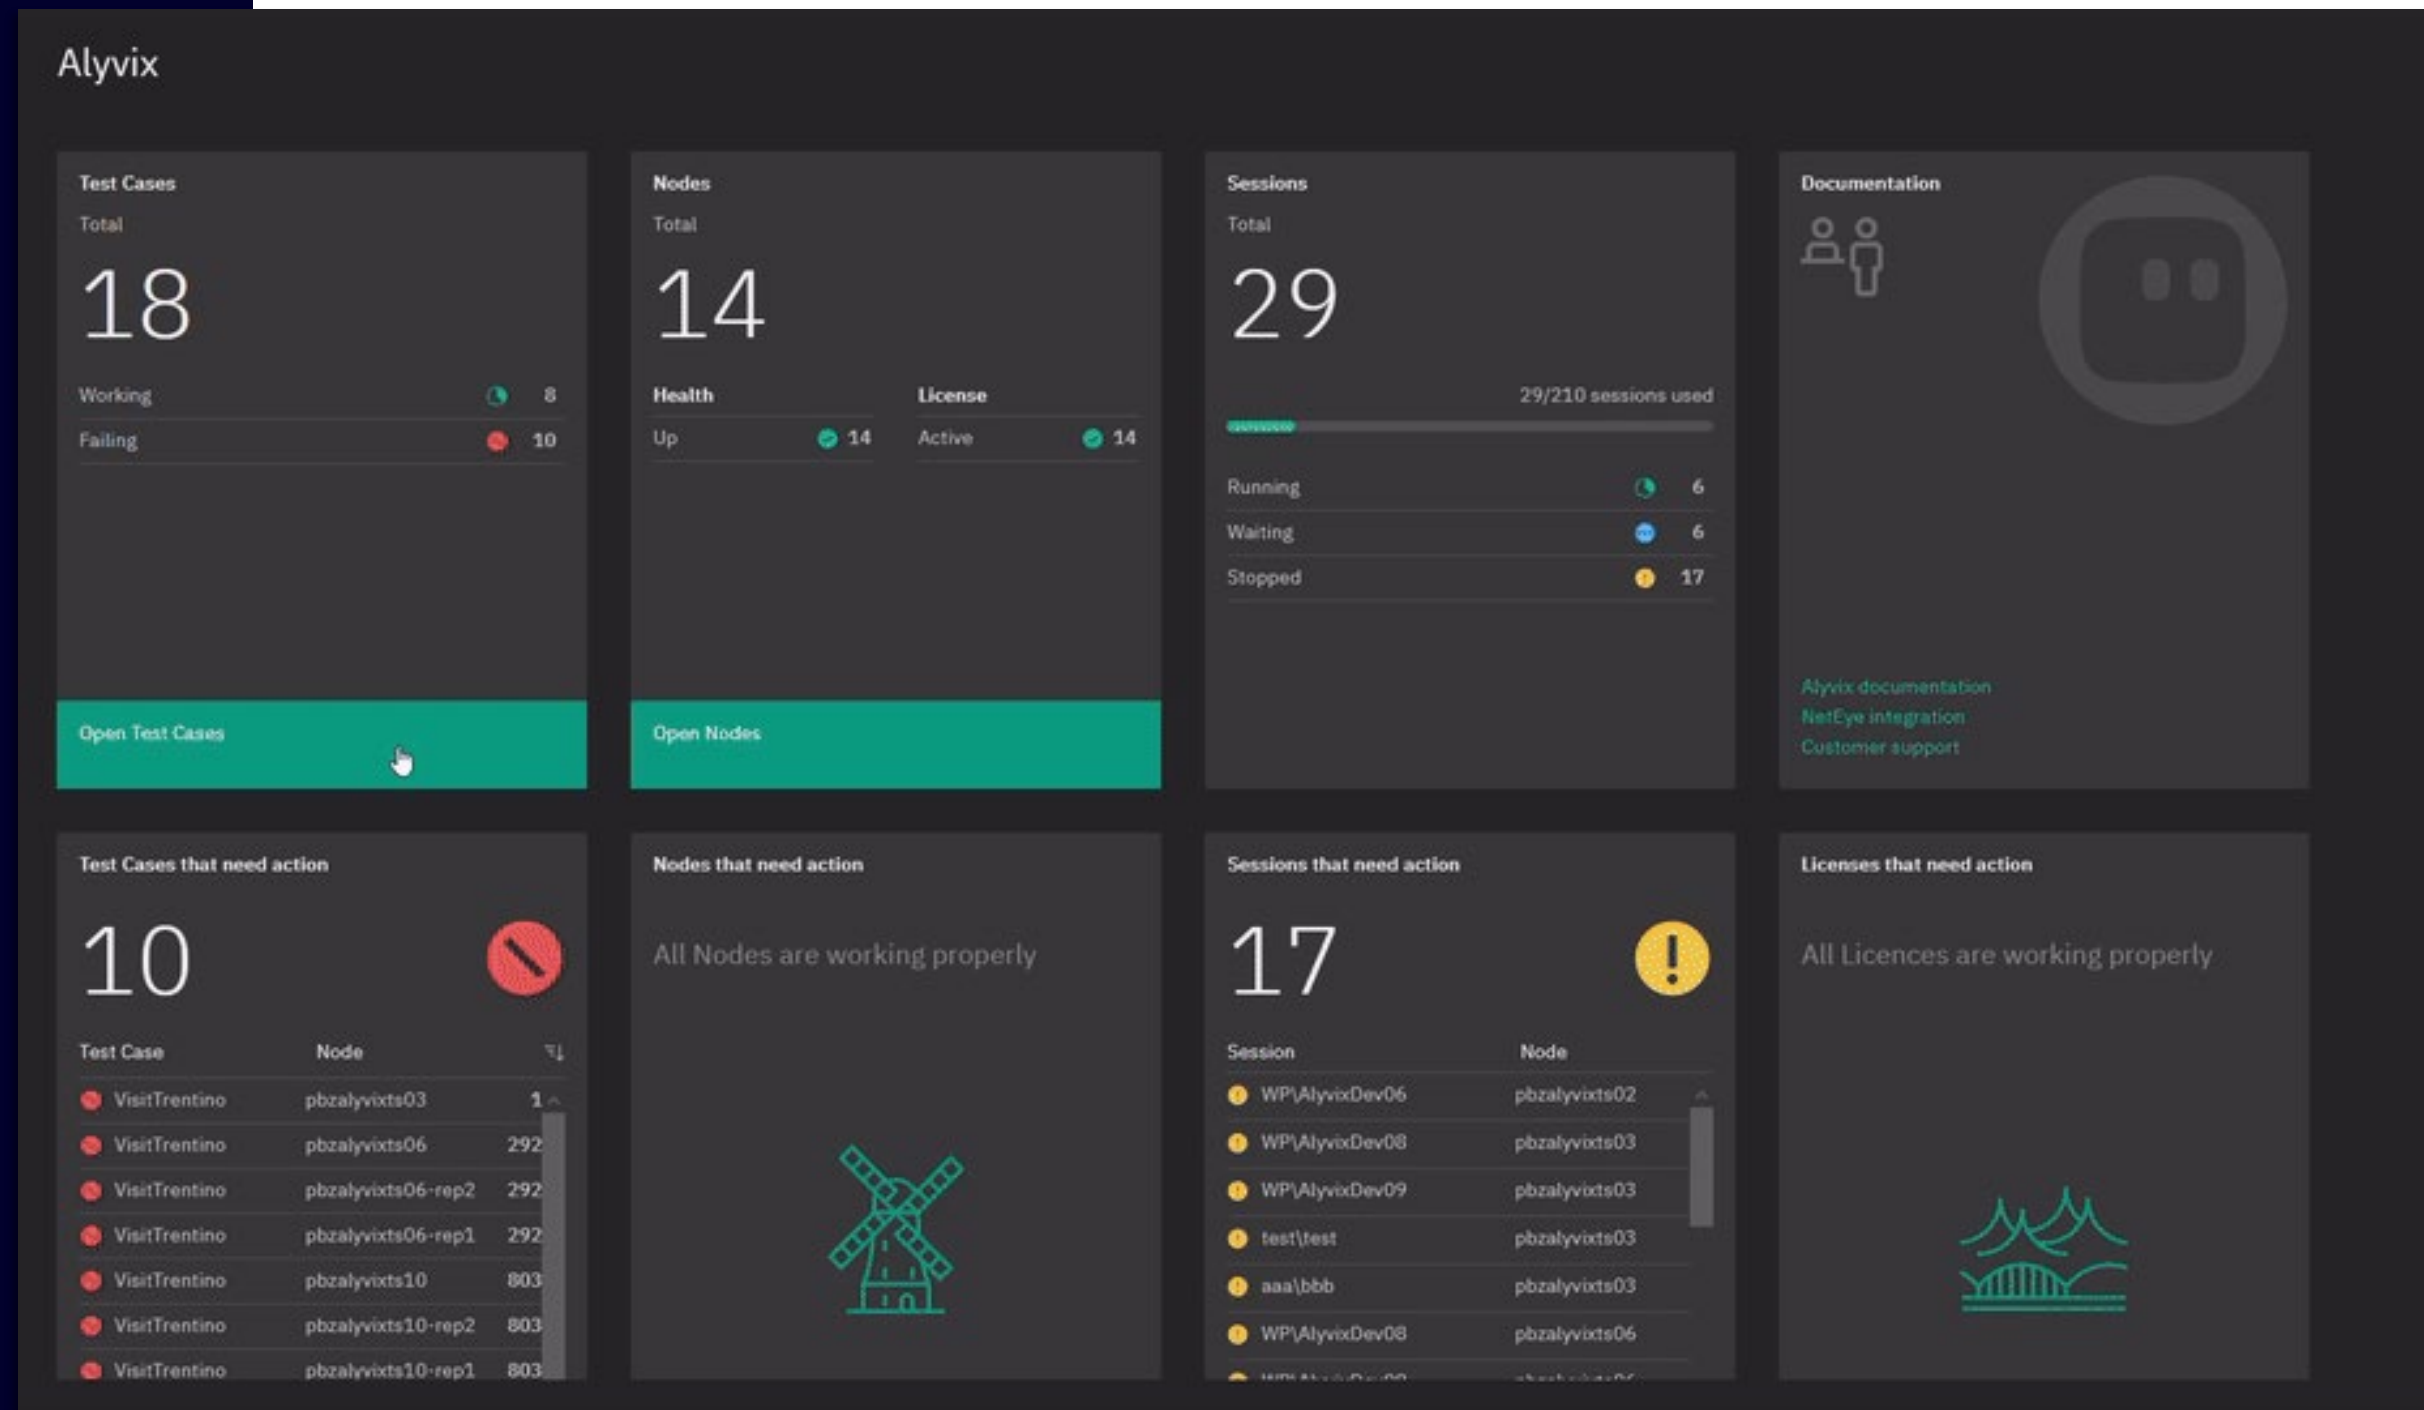 Alyvix
Test Cases
Total
18
Working 8
Failing 10
Open Test Cases
Nodes
Total
14
Health License
Up 14 Active 14
Open Nodes
Sessions
Total
29
29/210 sessions used
Running 6
Waiting 6
Stopped 17
Documentation
Alyvix documentation
NetEye integration
Customer support
Test Cases that need action
10
Test Case Node
VisitTrentino pbzalyvixts03 1
VisitTrentino pbzalyvixts06 292
VisitTrentino pbzalyvixts06-rep2 292
VisitTrentino pbzalyvixts06-rep1 292
VisitTrentino pbzalyvixts10 803
VisitTrentino pbzalyvixts10-rep2 803
VisitTrentino pbzalyvixts10-rep1 803
Nodes that need action
All Nodes are working properly
Sessions that need action
17
Session Node
WP\AlyvixDev06 pbzalyvixts02
WP\AlyvixDev08 pbzalyvixts03
WP\AlyvixDev09 pbzalyvixts03
test\test pbzalyvixts03
aaa\bbb pbzalyvixts03
WP\AlyvixDev08 pbzalyvixts06
Licenses that need action
All Licences are working properly